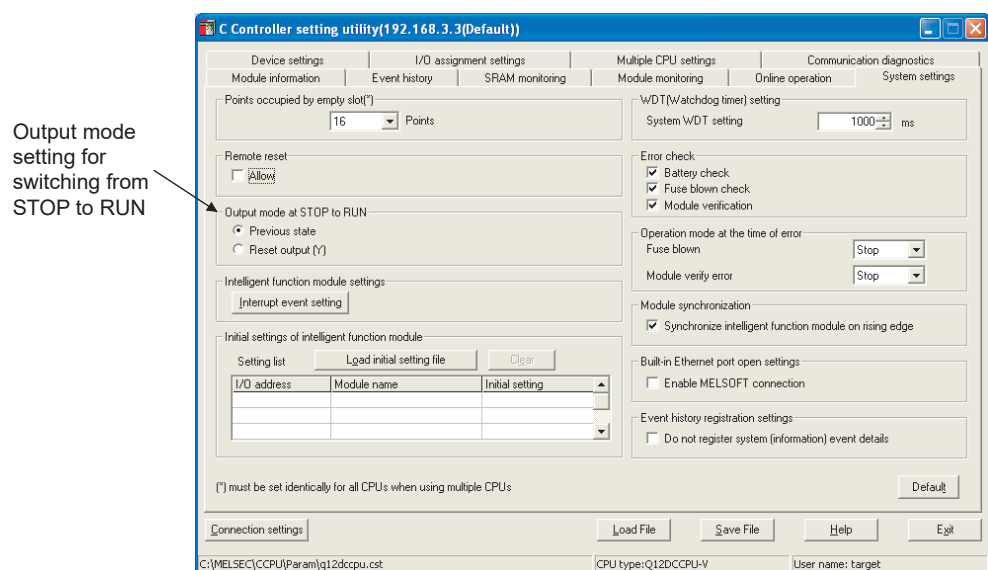 C Controller setting utility(192.168.3.3(Default))
Device settings
I/O assignment settings
Multiple CPU settings
Communication diagnostics
Module information
Event history
SRAM monitoring
Module monitoring
Online operation
System settings
Output mode
setting for
switching from
STOP to RUN
Points occupied by empty slot(*)
16 Points
Remote reset
Allow
Output mode at STOP to RUN
Previous state
Reset output (Y)
Intelligent function module settings
Interrupt event setting
Initial settings of intelligent function module
Setting list Load initial setting file Clear
I/O address Module name Initial setting
WDT(Watchdog timer) setting
System WDT setting 1000 ms
Error check
Battery check
Fuse blown check
Module verification
Operation mode at the time of error
Fuse blown Stop
Module verify error Stop
Module synchronization
Synchronize intelligent function module on rising edge
Built-in Ethernet port open settings
Enable MELSOFT connection
Event history registration settings
Do not register system (information) event details
(*) must be set identically for all CPUs when using multiple CPUs
Default
Connection settings Load File Save File Help Exit
C:\MELSEC\CCPU\Param\q12dccpu.cst CPU type:Q12DCCPU-V User name: target